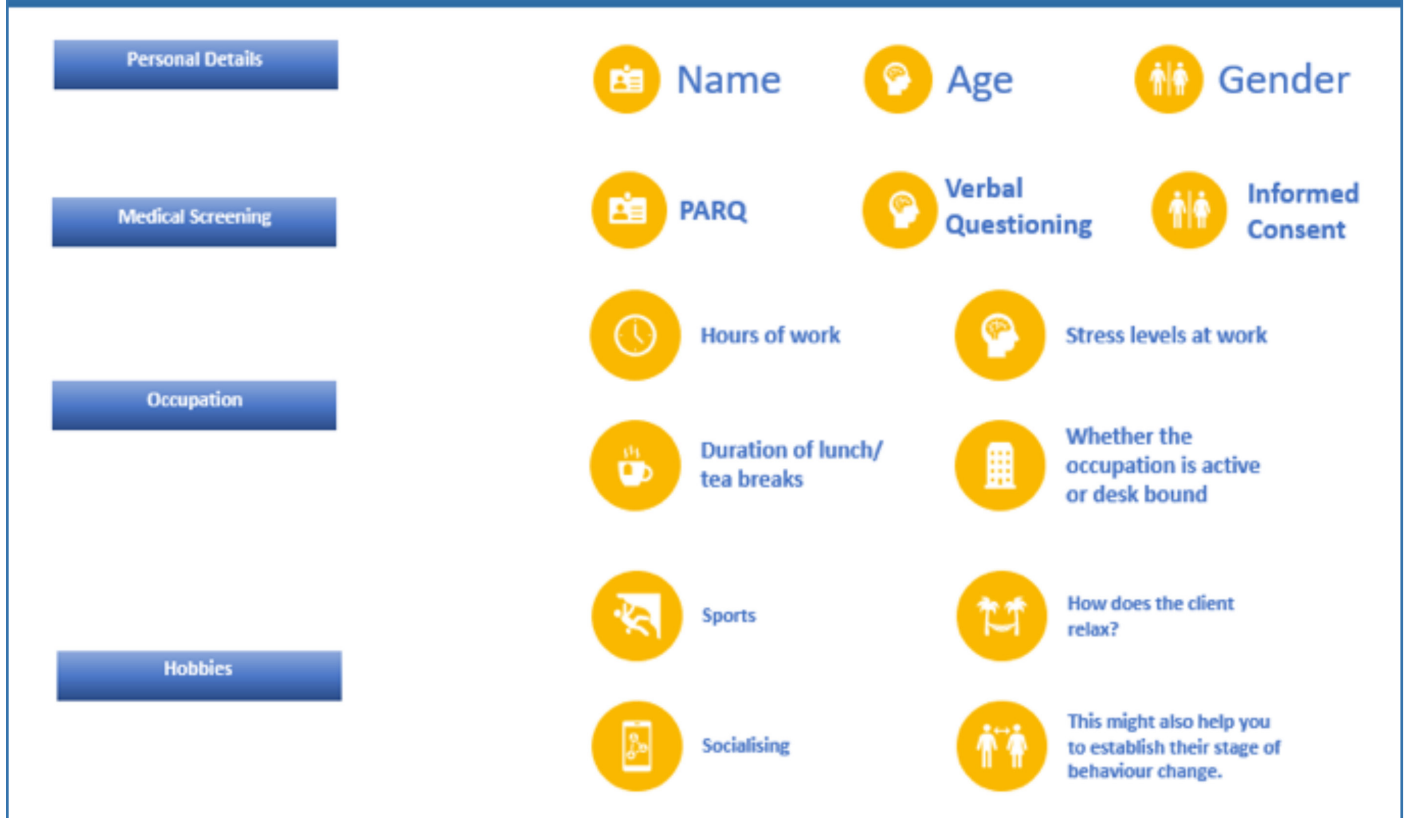 Personal Details
Name
Age
Gender
Medical Screening
PARQ
Verbal
Questioning
Informed
Consent
Occupation
Hours of work
Stress levels at work
Duration of lunch/
tea breaks
Whether the
occupation is active
or desk bound
Hobbies
Sports
How does the client
relax?
Socialising
This might also help you
to establish their stage of
behaviour change.